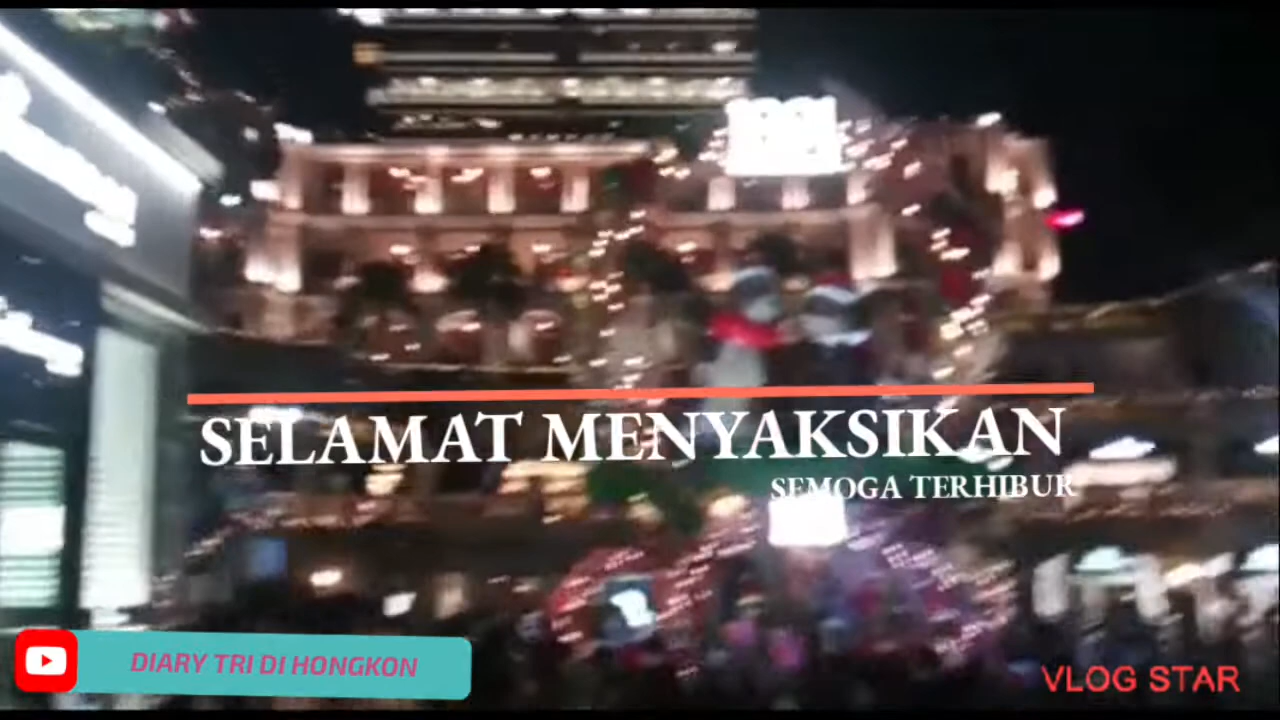 SELAMAT MENYAKSIKAN
SEMOGA TERHIBUR
DIARY TRI DI HONGKON
VLOG STAR